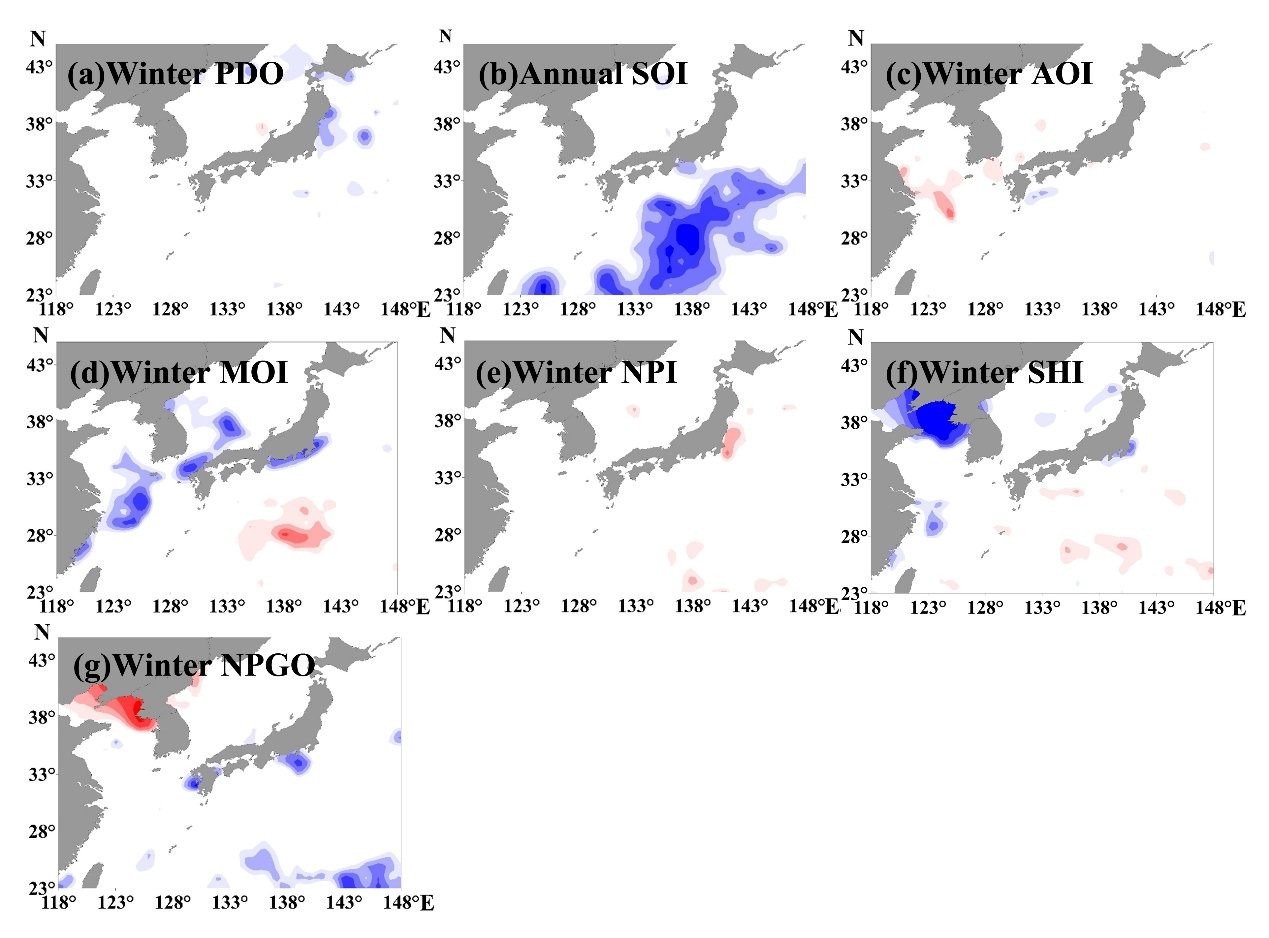 N
(a)Winter PDO
43°
38°
33°
28°
23°
118° 123° 128° 133° 138° 143° 148°E
N
(b)Annual SOI
43°
38°
33°
28°
23°
118° 123° 128° 133° 138° 143° 148°E
N
(c)Winter AOI
43°
38°
33°
28°
23°
118° 123° 128° 133° 138° 143° 148°E
N
(d)Winter MOI
43°
38°
33°
28°
23°
118° 123° 128° 133° 138° 143° 148°E
N
(e)Winter NPI
43°
38°
33°
28°
23°
118° 123° 128° 133° 138° 143° 148°E
N
(f)Winter SHI
43°
38°
33°
28°
23°
118° 123° 128° 133° 138° 143° 148°E
N
(g)Winter NPGO
43°
38°
33°
28°
23°
118° 123° 128° 133° 138° 143° 148°E